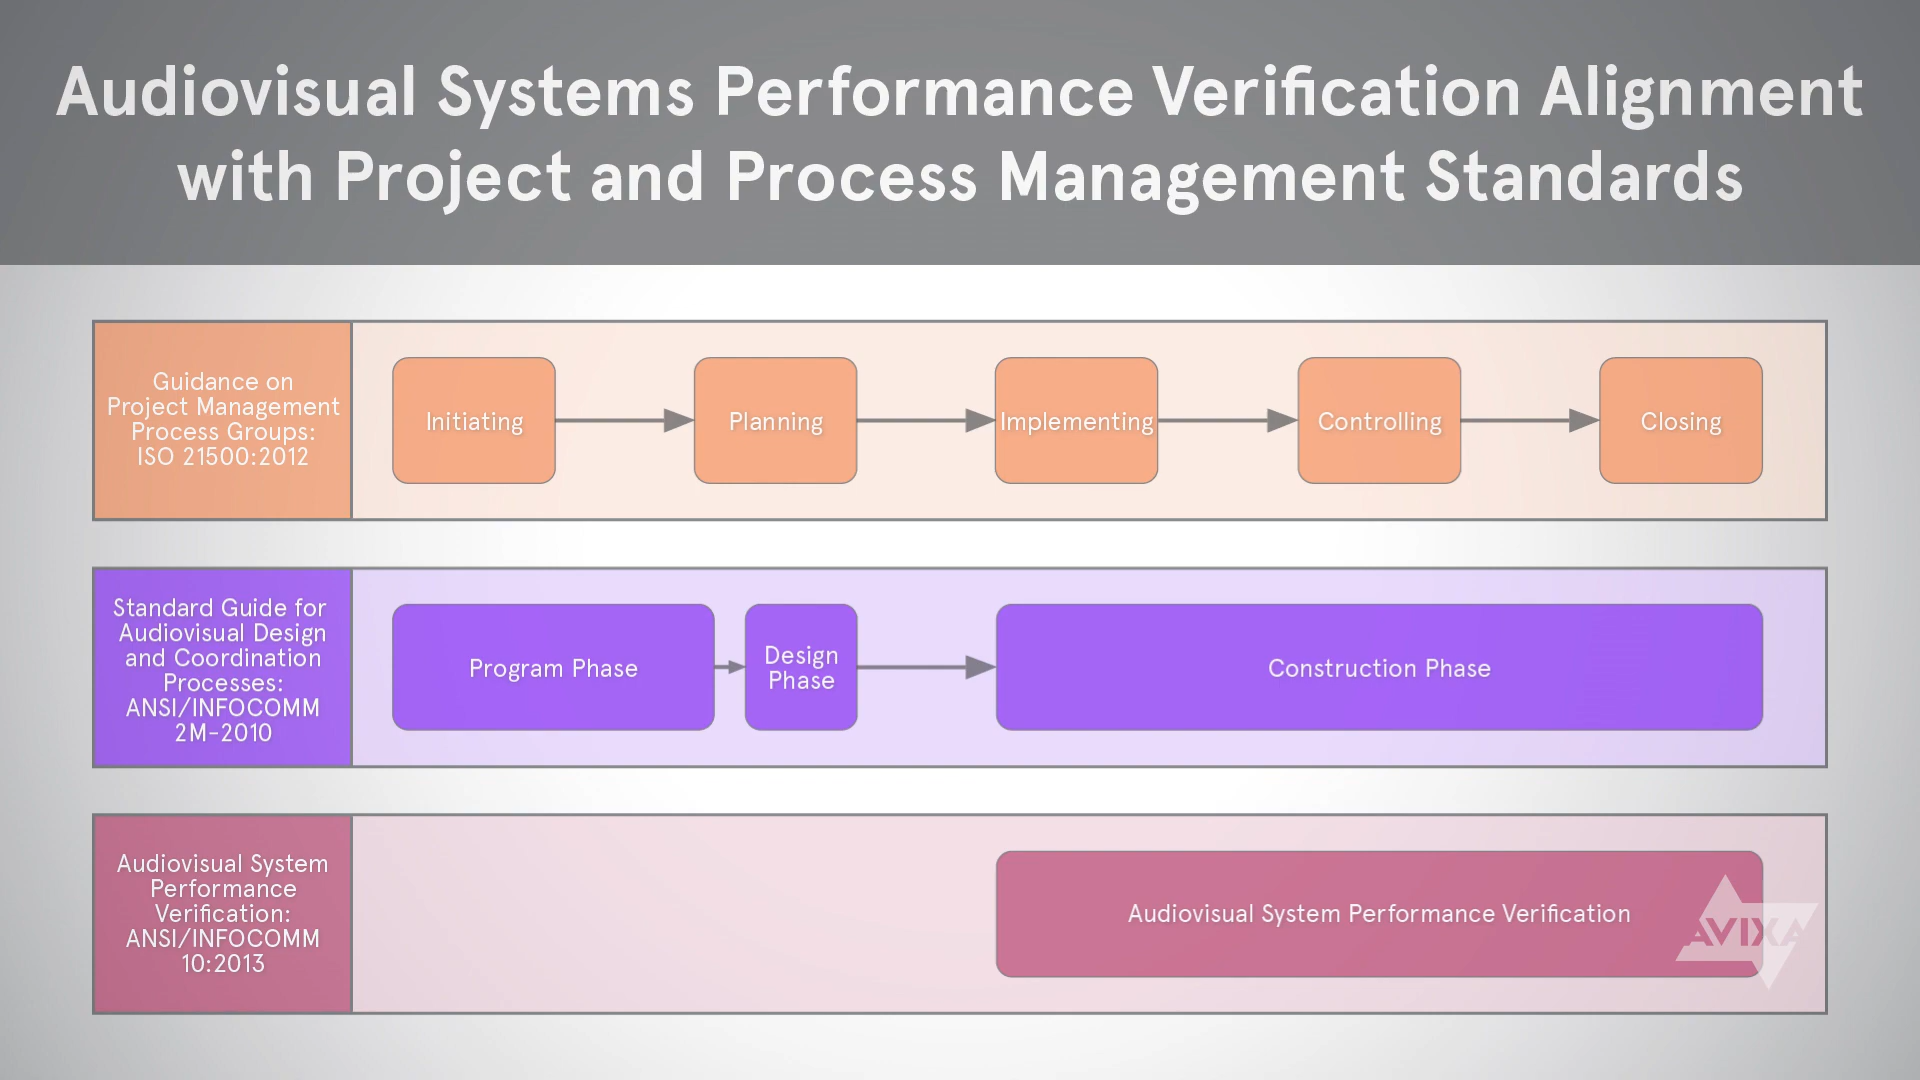 Audiovisual Systems Performance Verification Alignment
with Project and Process Management Standards
Guidance on
Project Management
Process Groups:
ISO 21500:2012
Initiating
Planning
Implementing
Controlling
Closing
Standard Guide for
Audiovisual Design
and Coordination
Processes:
ANSI/INFOCOMM
2M-2010
Program Phase
Design
Phase
Construction Phase
Audiovisual System
Performance
Verification:
ANSI/INFOCOMM
10:2013
Audiovisual System Performance Verification
AVIXA